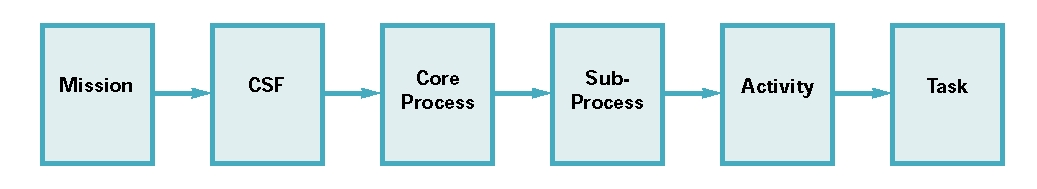 Mission
CSF
Core
Process
Sub-
Process
Activity
Task